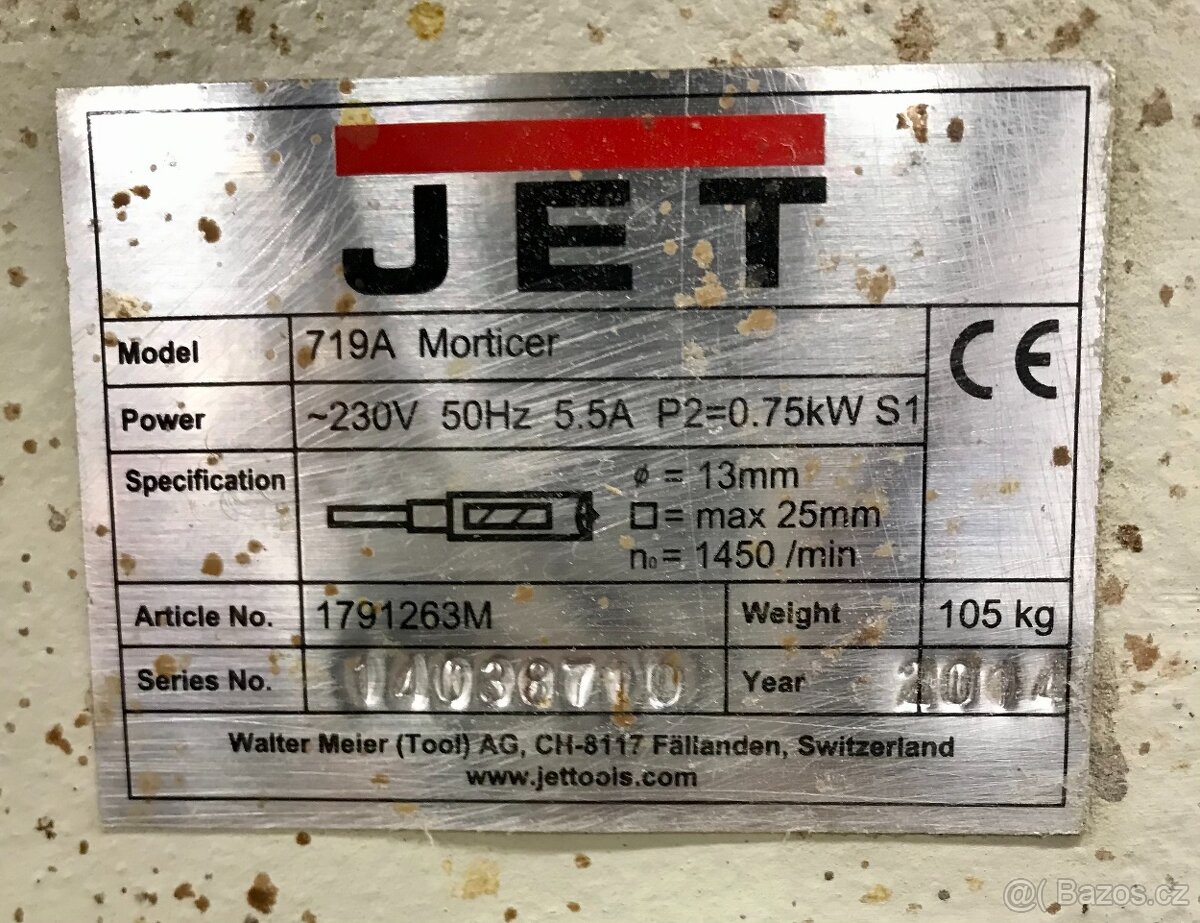 JET
Model 719A Morticer
CE
Power ~230V 50Hz 5.5A P2=0.75kW S1
Specification
ø = 13mm
□= max 25mm
n₀= 1450 /min
Article No. 1791263M Weight 105 kg
Series No. Year 2014
Walter Meier (Tool) AG, CH-8117 Fällanden, Switzerland
www.jettools.com
@( Bazos.cz